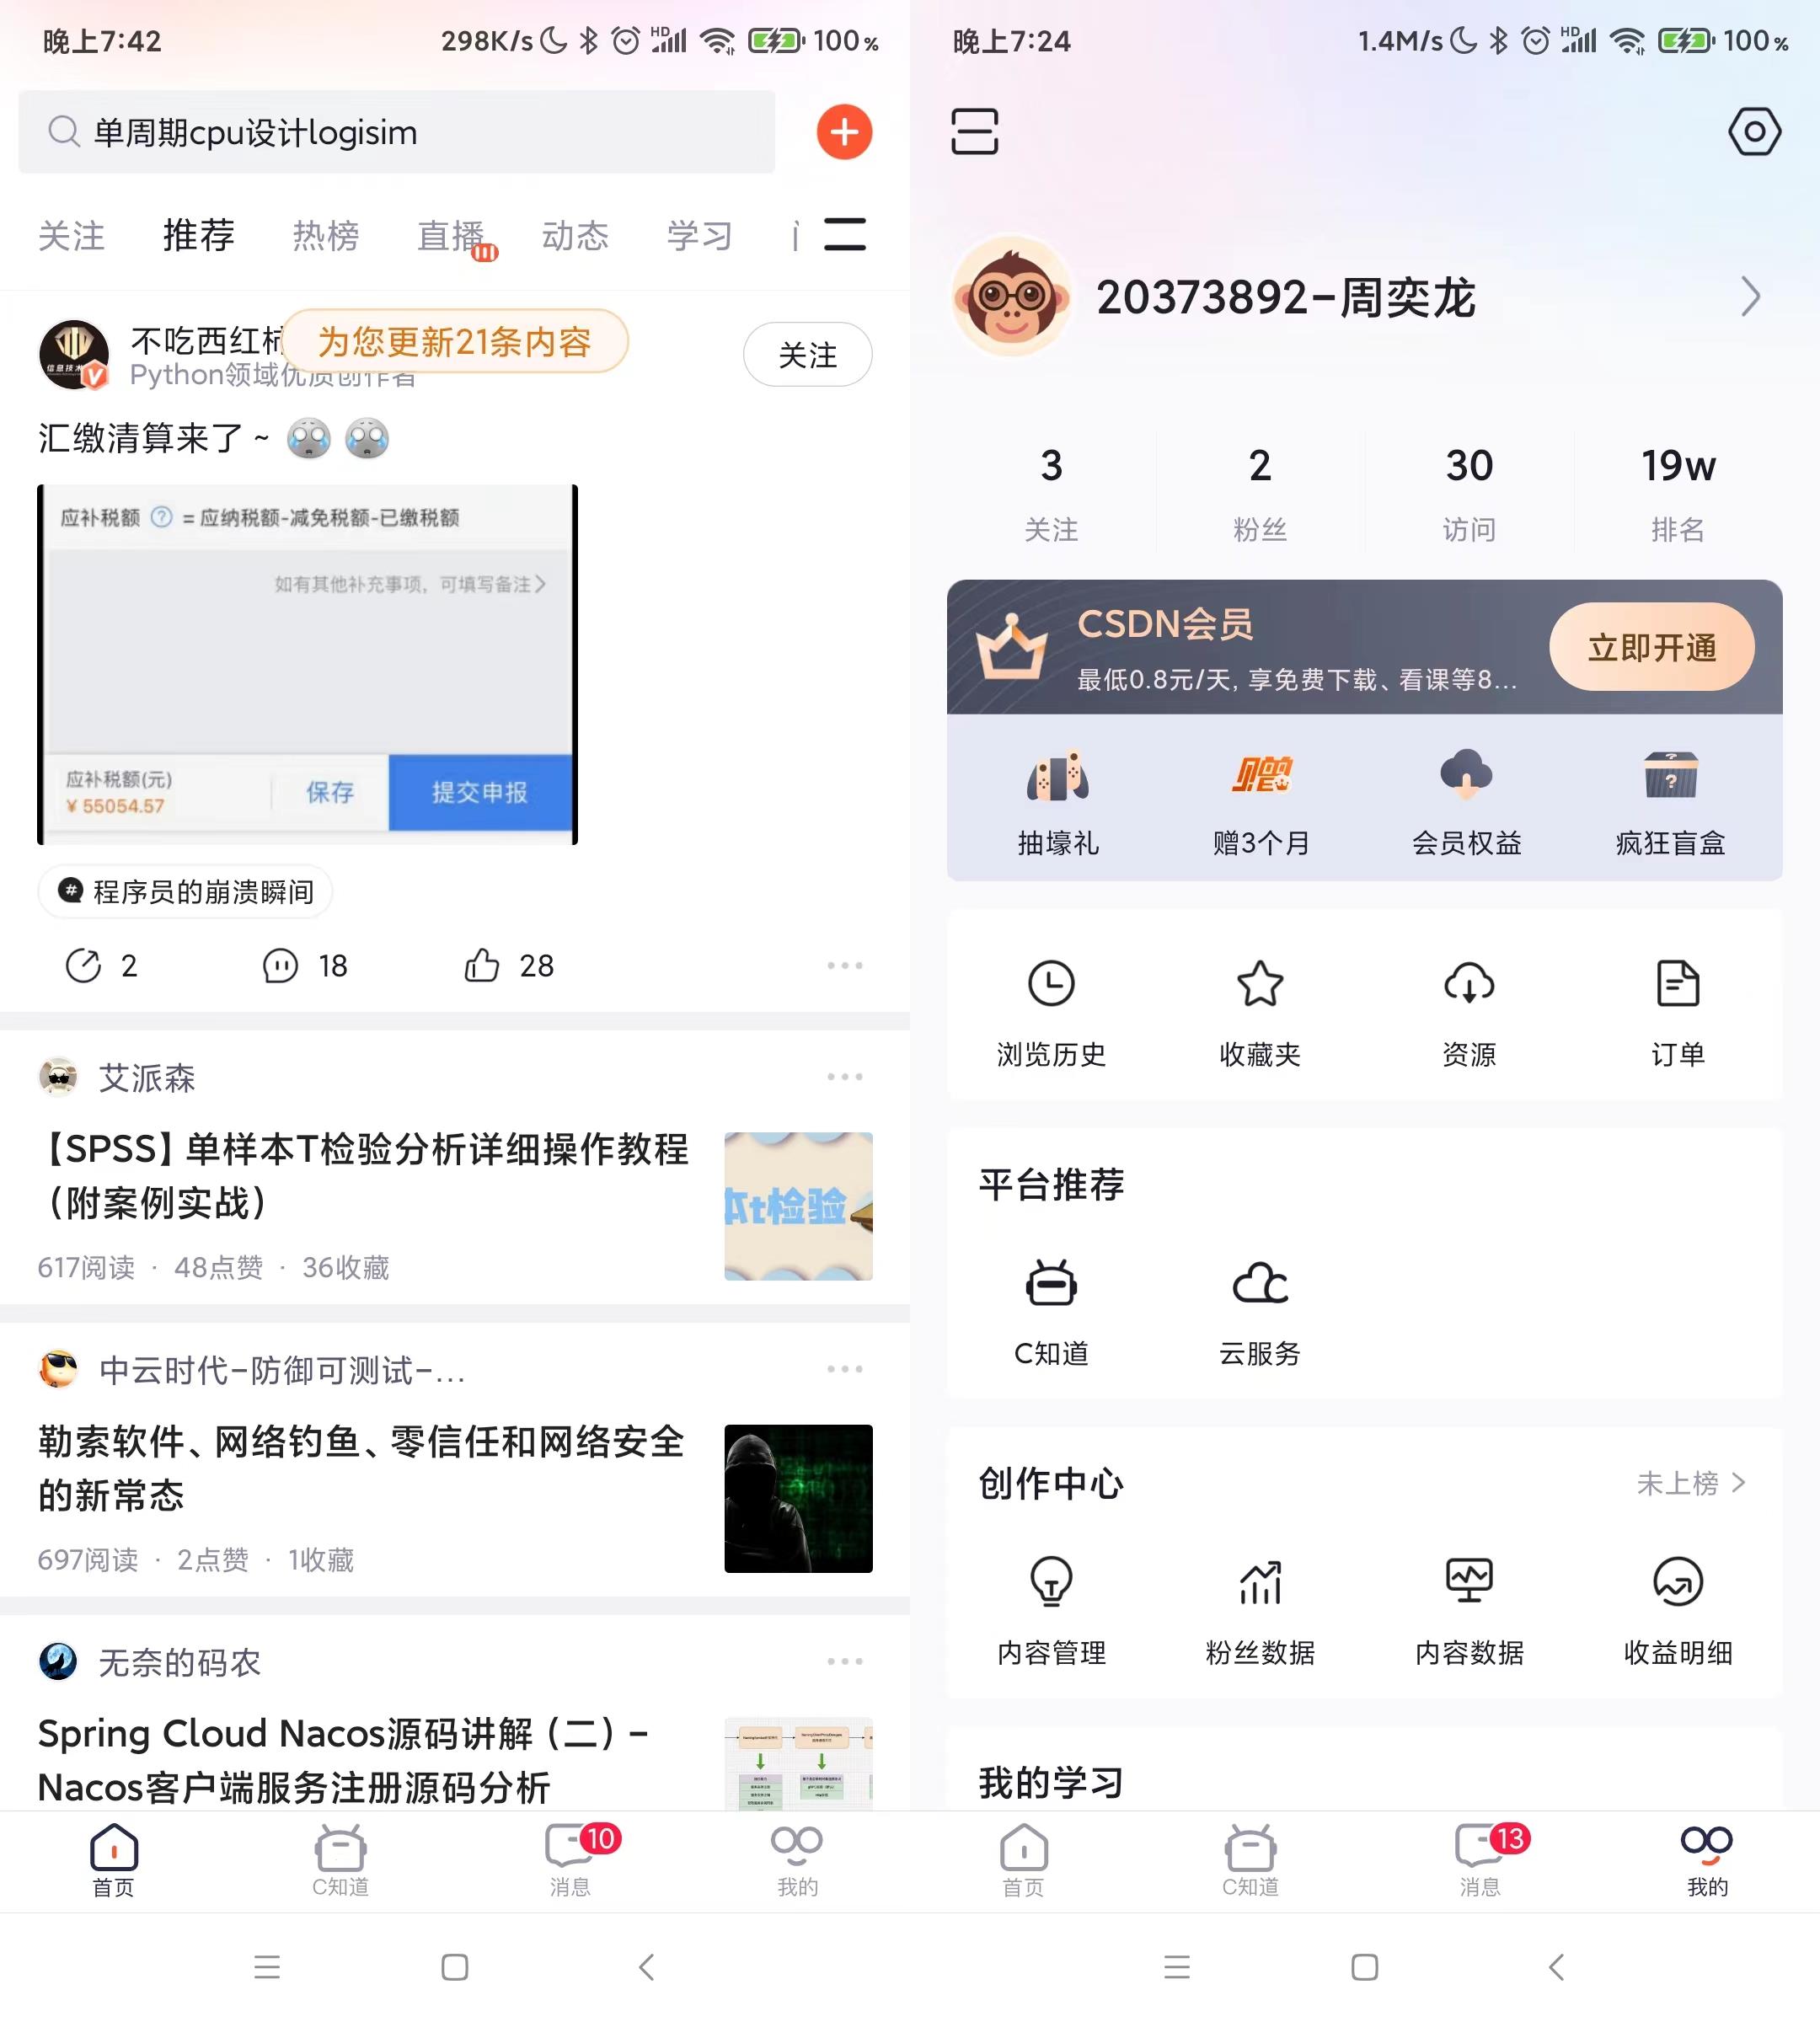 晚上7:42
298K/s HD 100%
单周期cpu设计logisim
关注 推荐 热榜 直播 动态 学习
不吃西红柿
为您更新21条内容
关注
Python领域优质创作者
汇缴清算来了~
应补税额 ? =应纳税额-减免税额-已缴税额
如有其他补充事项，可填写备注>
应补税额(元)
¥ 55054.57
保存
提交申报
# 程序员的崩溃瞬间
2 18 28
艾派森
【SPSS】单样本T检验分析详细操作教程
（附案例实战）
本t检验
617阅读 · 48点赞 · 36收藏
中云时代-防御可测试-...
勒索软件、网络钓鱼、零信任和网络安全
的新常态
697阅读 · 2点赞 · 1收藏
无奈的码农
Spring Cloud Nacos源码讲解（二）-
Nacos客户端服务注册源码分析
首页 C知道 消息 10 我的
晚上7:24
1.4M/s HD 100%
20373892-周奕龙
3 2 30 19w
关注 粉丝 访问 排名
CSDN会员
最低0.8元/天, 享免费下载、看课等8...
立即开通
赠
抽壕礼 赠3个月 会员权益 疯狂盲盒
浏览历史 收藏夹 资源 订单
平台推荐
C知道 云服务
创作中心
未上榜 >
内容管理 粉丝数据 内容数据 收益明细
我的学习
首页 C知道 消息 13 我的